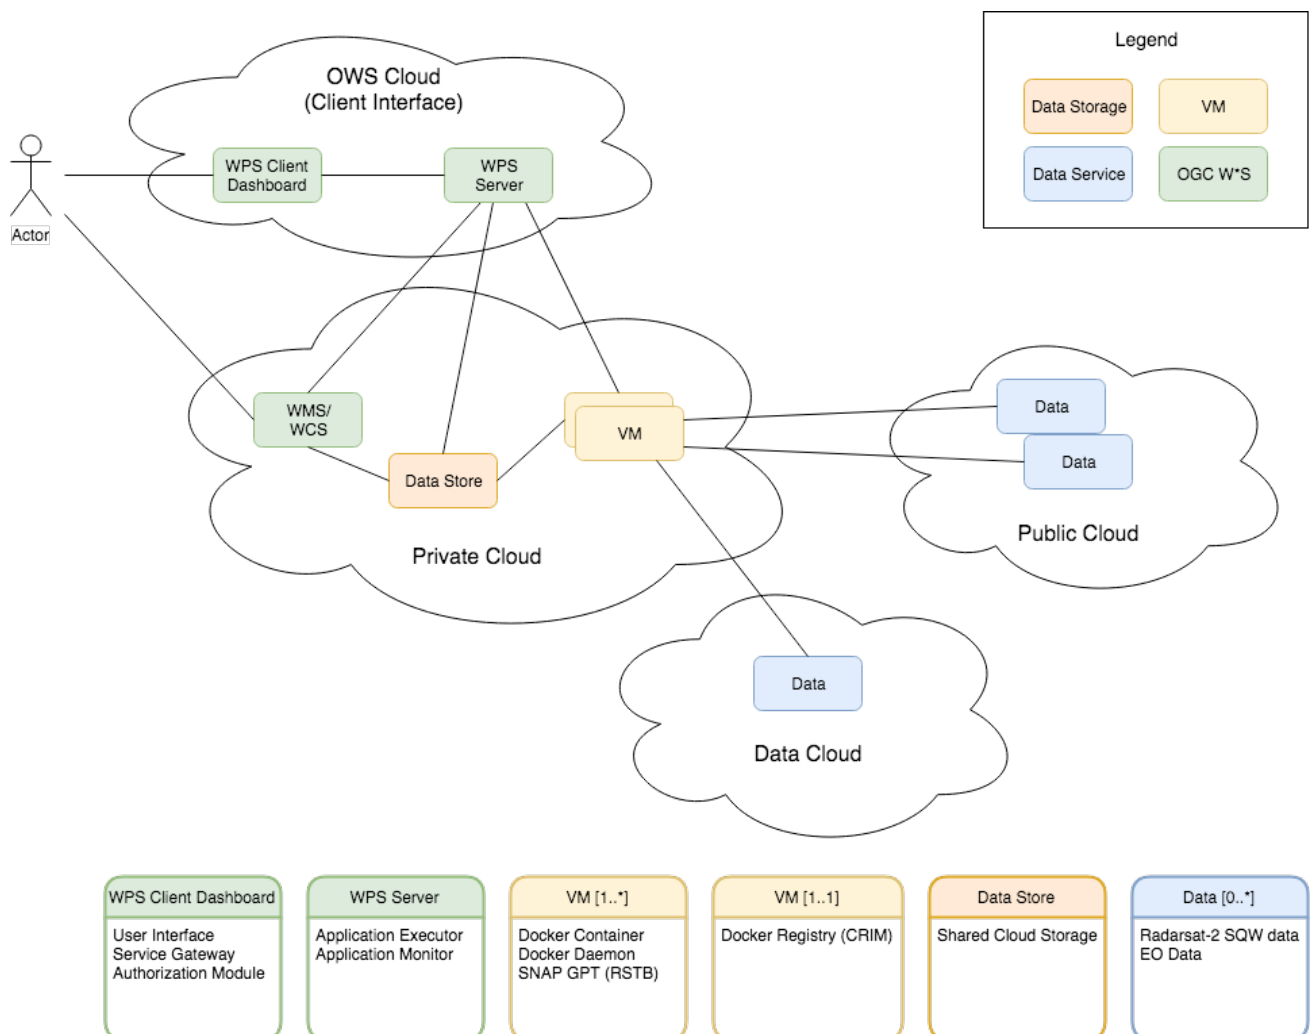 OWS Cloud
(Client Interface)
Legend
Data Storage
VM
Data Service
OGC W*S
WPS Client
Dashboard
WPS
Server
Actor
WMS/
WCS
VM
Data Store
Private Cloud
Data
Data
Public Cloud
Data
Data Cloud
WPS Client Dashboard
User Interface
Service Gateway
Authorization Module
WPS Server
Application Executor
Application Monitor
VM [1..*]
Docker Container
Docker Daemon
SNAP GPT (RSTB)
VM [1..1]
Docker Registry (CRIM)
Data Store
Shared Cloud Storage
Data [0..*]
Radarsat-2 SQW data
EO Data